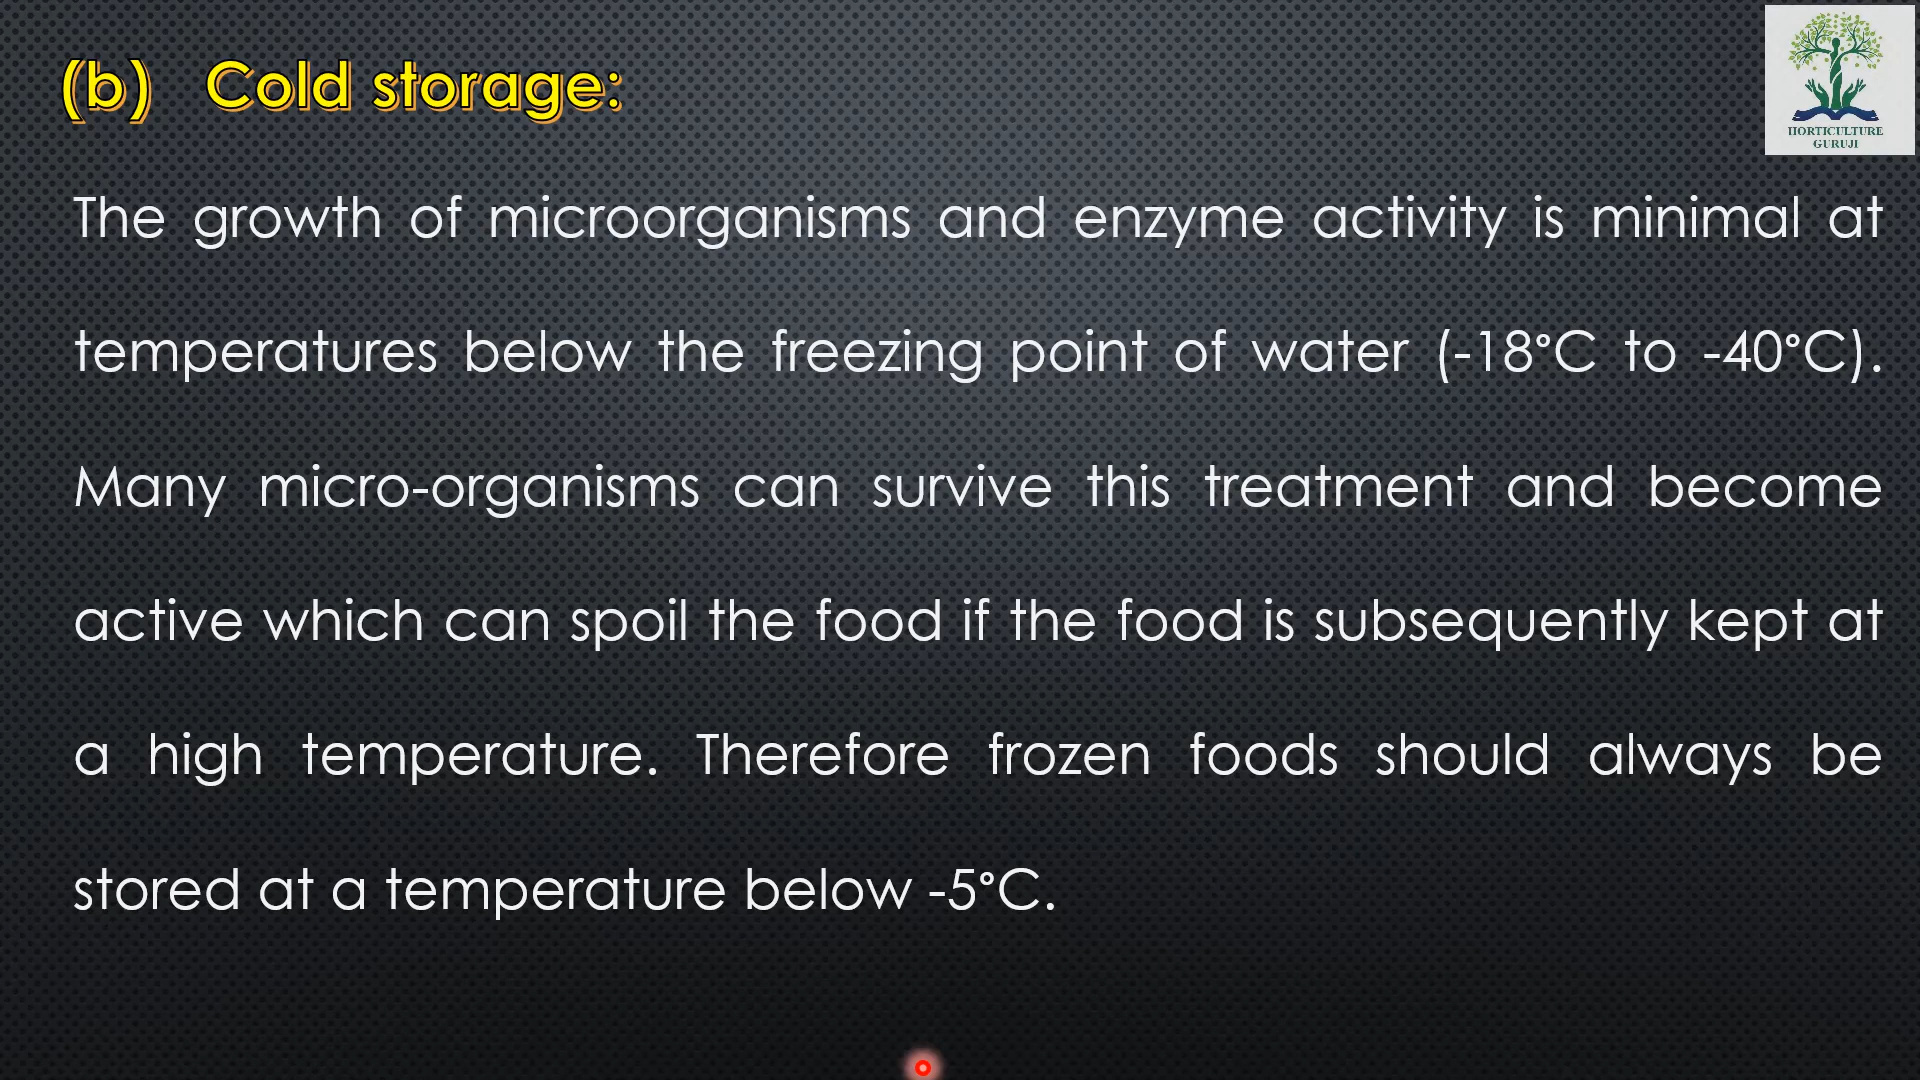 (b) Cold storage:
HORTICULTURE
GURUJI
The growth of microorganisms and enzyme activity is minimal at
temperatures below the freezing point of water (-18°C to -40°C).
Many micro-organisms can survive this treatment and become
active which can spoil the food if the food is subsequently kept at
a high temperature. Therefore frozen foods should always be
stored at a temperature below -5°C.